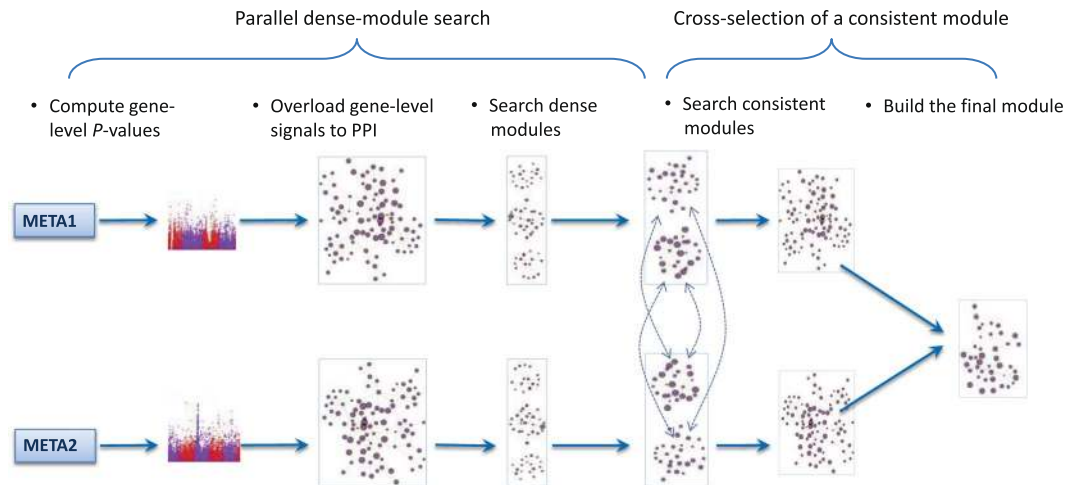 Parallel dense-module search
Cross-selection of a consistent module
• Compute gene-
level P-values
• Overload gene-level
signals to PPI
• Search dense
modules
• Search consistent
modules
• Build the final module
META1
META2